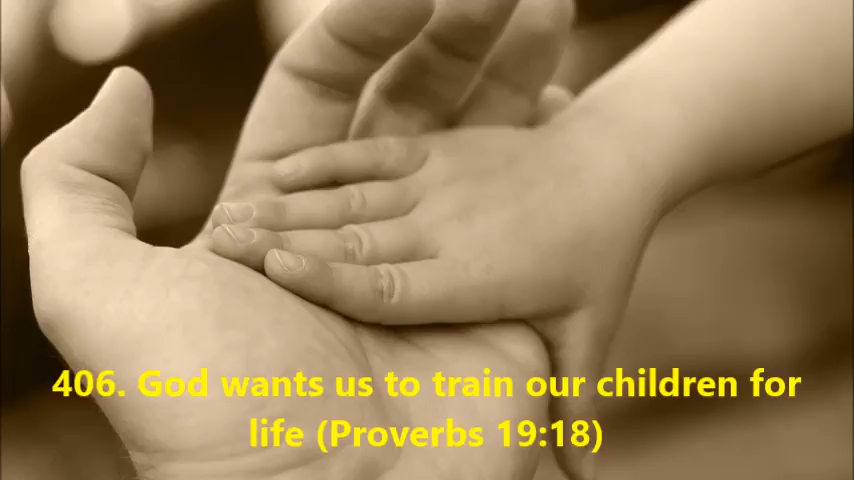 406. God wants us to train our children for
life (Proverbs 19:18)